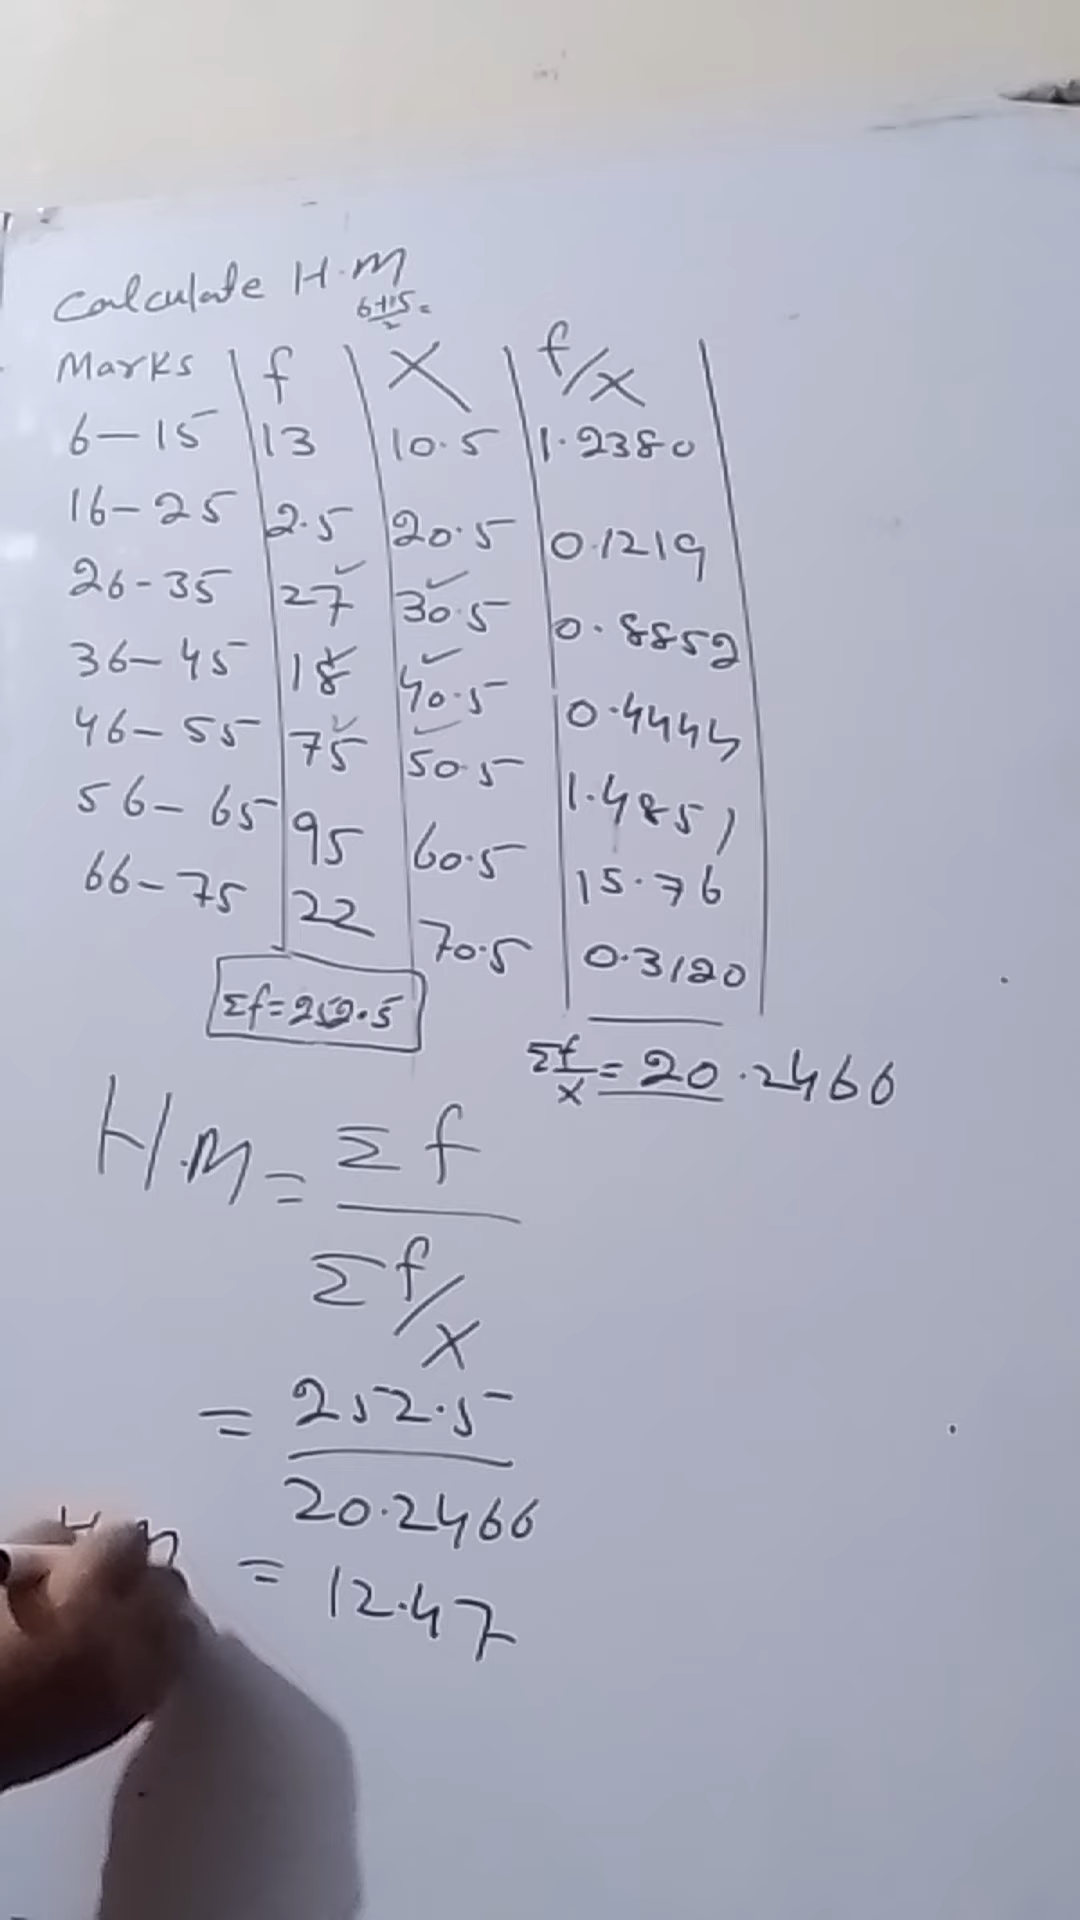 Calculate H.M
6+15/2 =
Marks f X f/x
6-15 13 10.5 1.2380
16-25 2.5 20.5 0.1219
26-35 27 30.5 0.8852
36-45 18 40.5 0.4444
46-55 75 50.5 1.4851
56-65 95 60.5 15.76
66-75 22 70.5 0.3120
Σf=252.5
Σf/x = 20.2466
H.M = Σf
Σf/x
= 252.5
20.2466
= 12.47